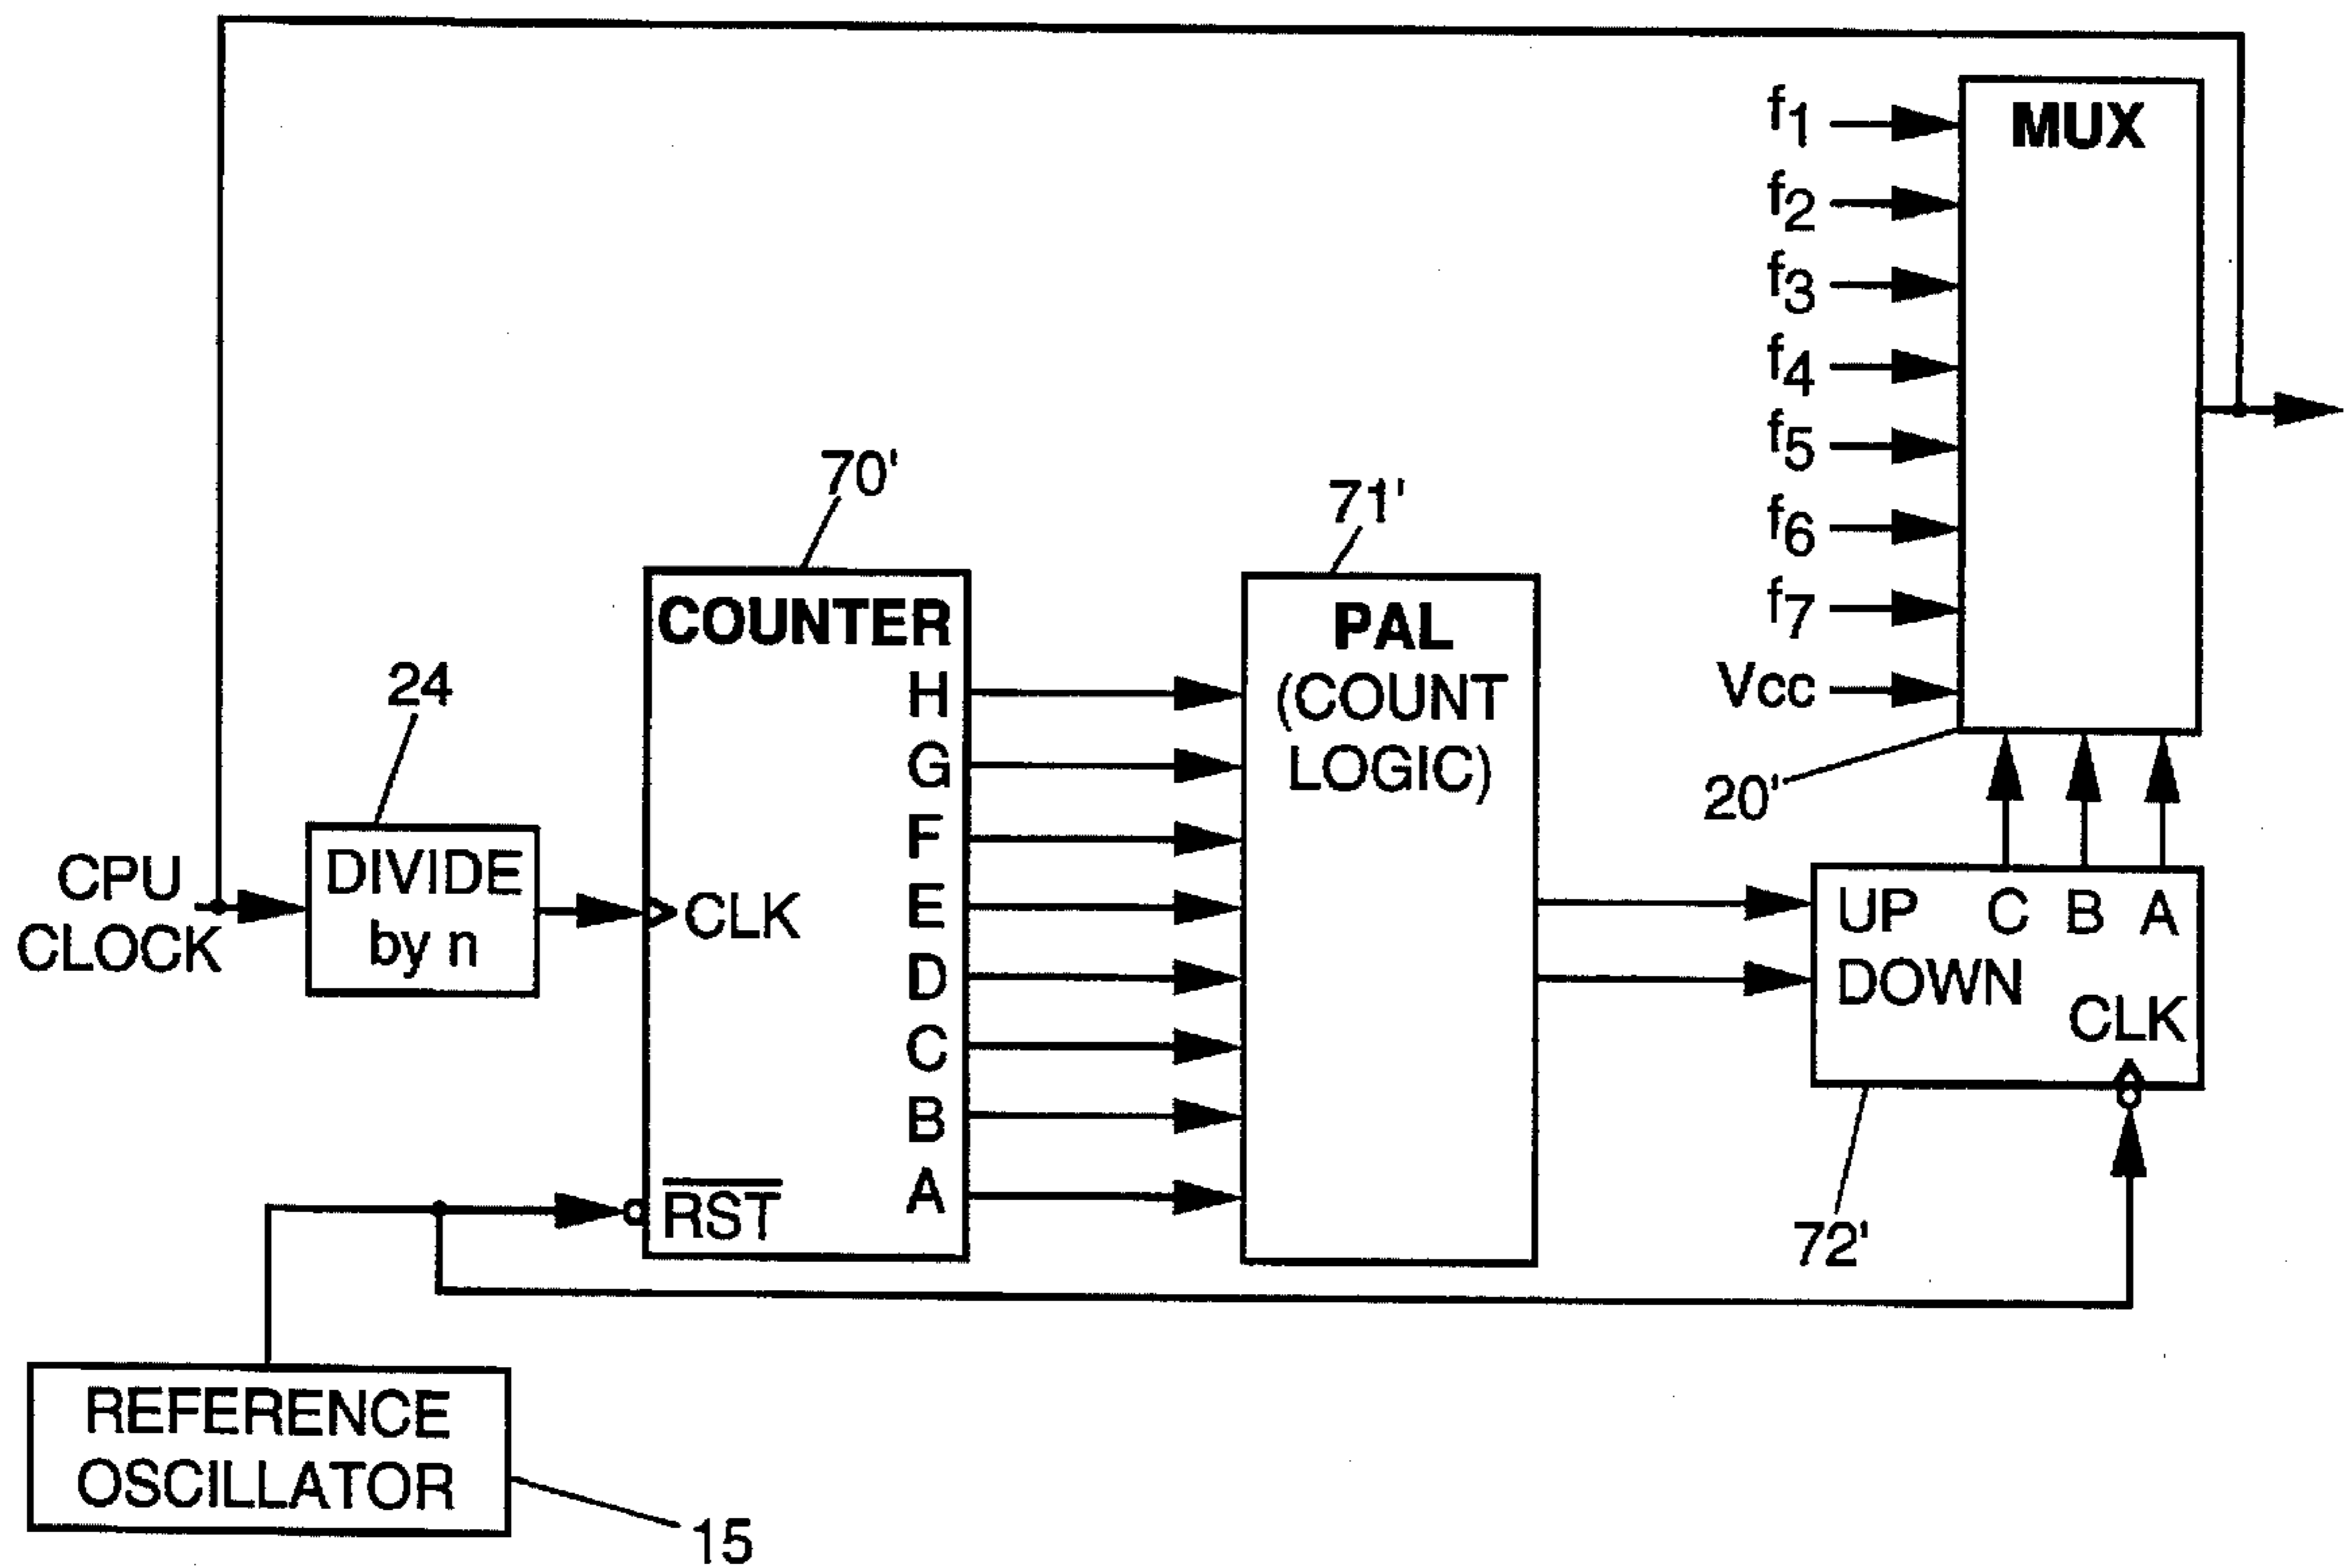 f1
MUX
f2
f3
f4
f5
f6
f7
Vcc
20'
70'
COUNTER
H
G
F
E
D
C
B
A
CLK
RST
71'
PAL
(COUNT
LOGIC)
24
DIVIDE
by n
CPU
CLOCK
UP C B A
DOWN
CLK
72'
REFERENCE
OSCILLATOR
15